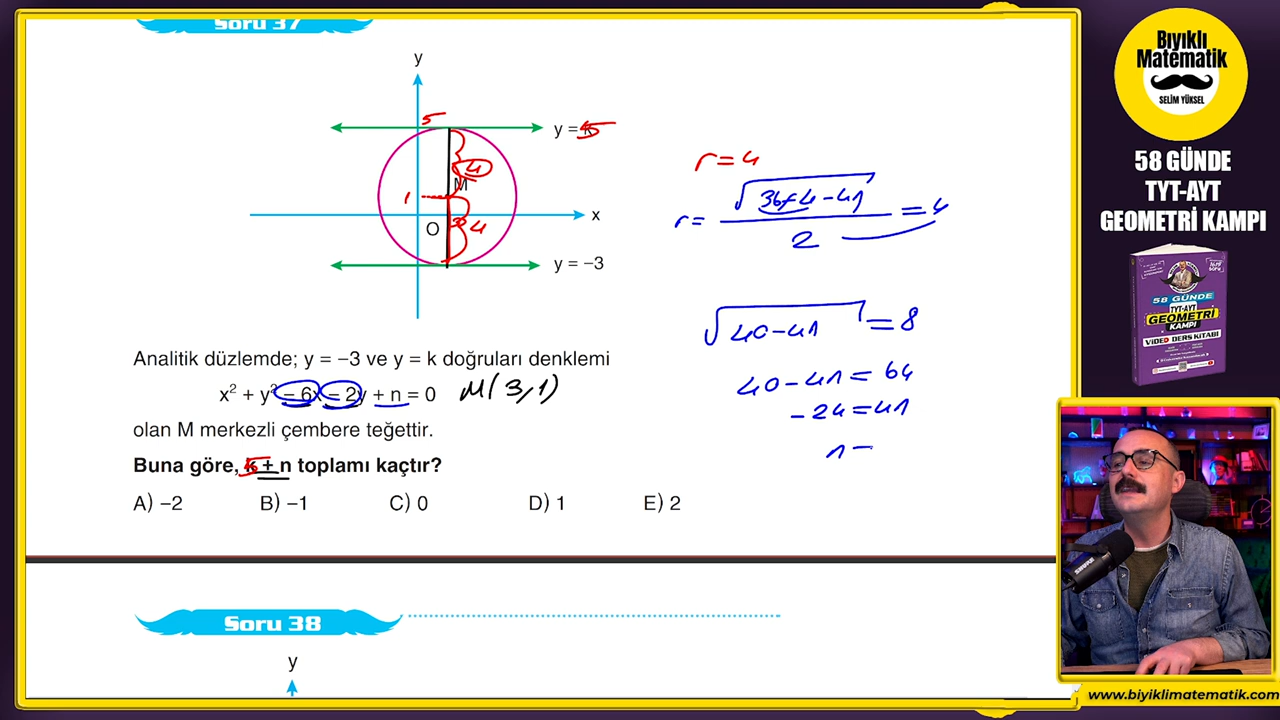 Soru 37
y
5
y = 5
4
M
1
x
O
4
y = −3
Analitik düzlemde; y = −3 ve y = k doğruları denklemi
x² + y² − 6x − 2y + n = 0 M(3,1)
olan M merkezli çembere teğettir.
Buna göre, k + n toplamı kaçtır?
A) −2 B) −1 C) 0 D) 1 E) 2
r = 4
r = √36+4−4n / 2 = 4
√40−4n = 8
40−4n = 64
−24 = 4n
n =
Soru 38
y
Bıyıklı
Matematik
SELİM YÜKSEL
58 GÜNDE
TYT-AYT
GEOMETRİ KAMPI
58 GÜNDE
TYT-AYT
GEOMETRİ
KAMPI
VİDEO DERS KİTABI
www.biyiklimatematik.com